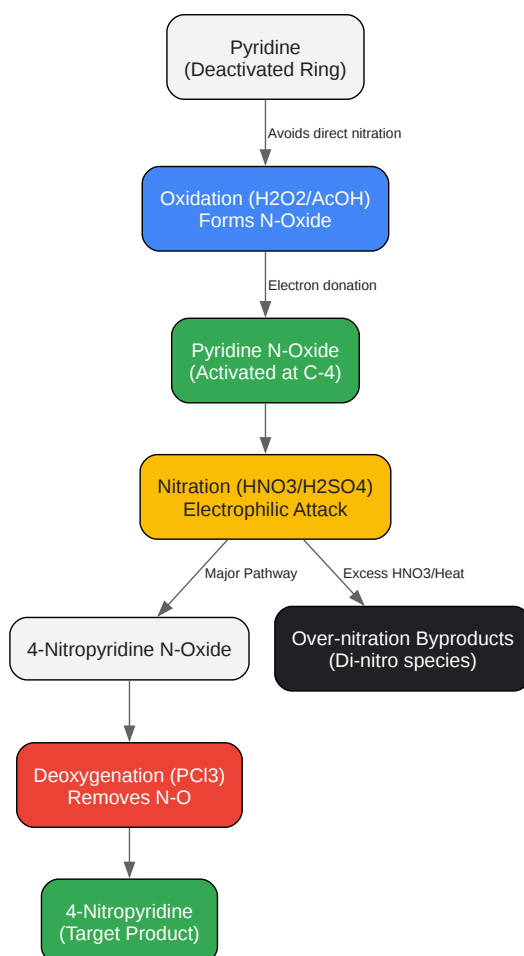 Pyridine
(Deactivated Ring)
Avoids direct nitration
Oxidation (H2O2/AcOH)
Forms N-Oxide
Electron donation
Pyridine N-Oxide
(Activated at C-4)
Nitration (HNO3/H2SO4)
Electrophilic Attack
Major Pathway
Excess HNO3/Heat
4-Nitropyridine N-Oxide
Over-nitration Byproducts
(Di-nitro species)
Deoxygenation (PCl3)
Removes N-O
4-Nitropyridine
(Target Product)